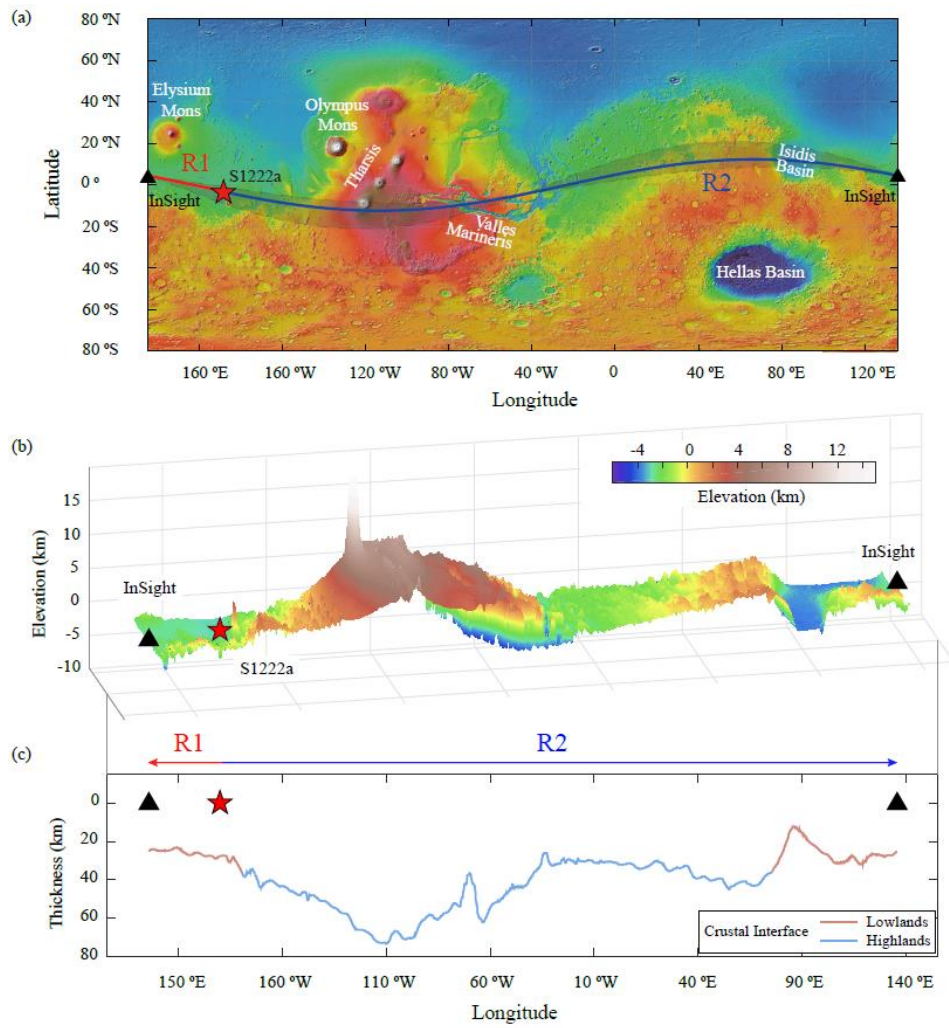 (a)
80 ºN
60 ºN
40 ºN
20 ºN
0 º
20 ºS
40 ºS
60 ºS
80 ºS
Latitude
Elysium
Mons
R1
S1222a
InSight
Olympus
Mons
Tharsis
Valles
Marineris
R2
Isidis
Basin
InSight
Hellas Basin
160 ºE
160 ºW
120 ºW
80 ºW
40 ºW
0
40 ºE
80 ºE
120 ºE
Longitude
(b)
-4
0
4
8
12
Elevation (km)
15
10
5
0
-5
-10
Elevation (km)
InSight
S1222a
InSight
R1
R2
(c)
0
20
40
60
80
Thickness (km)
Crustal Interface
Lowlands
Highlands
150 ºE
160 ºW
110 ºW
60 ºW
10 ºW
40 ºE
90 ºE
140 ºE
Longitude